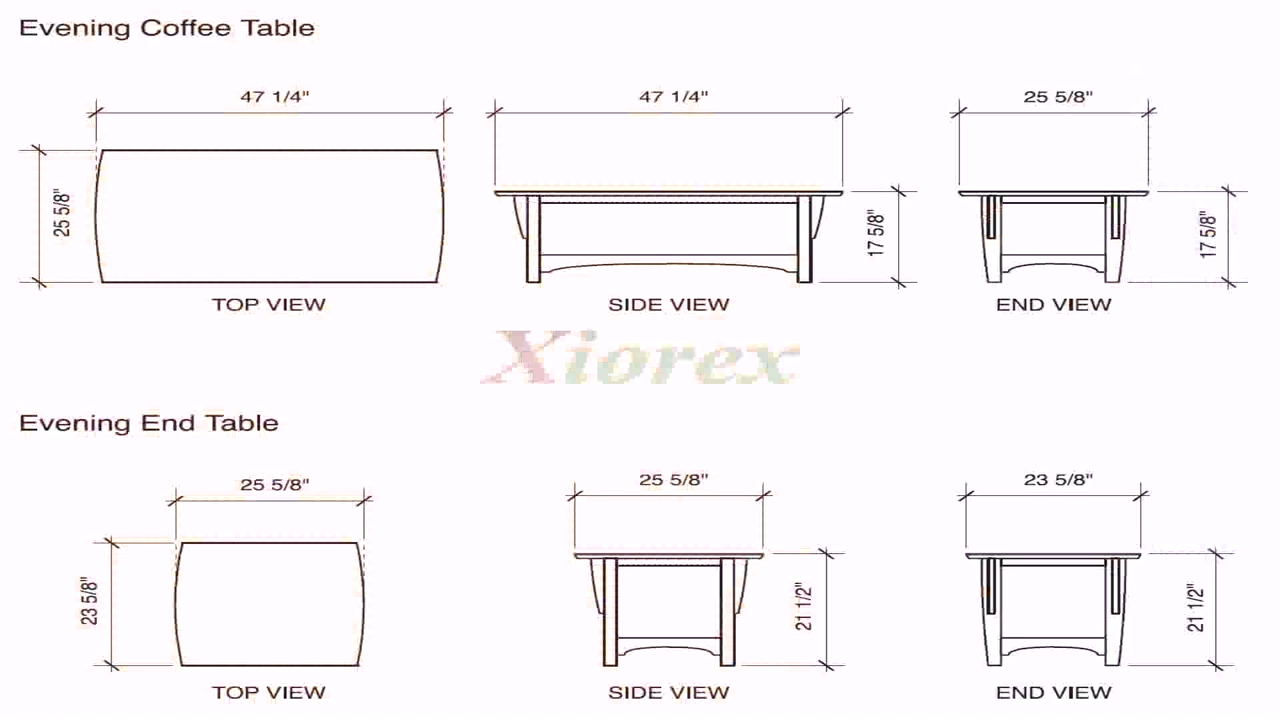 Evening Coffee Table
47 1/4"
47 1/4"
25 5/8"
25 5/8"
17 5/8"
17 5/8"
TOP VIEW
SIDE VIEW
END VIEW
Xiorex
Evening End Table
25 5/8"
25 5/8"
23 5/8"
23 5/8"
21 1/2"
21 1/2"
TOP VIEW
SIDE VIEW
END VIEW